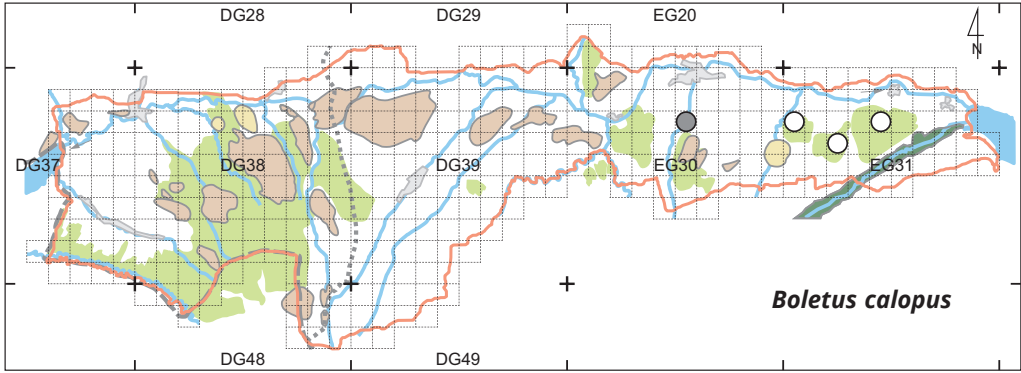 DG28 DG29 EG20
N
DG37 DG38 DG39 EG30 EG31
Boletus calopus
DG48 DG49